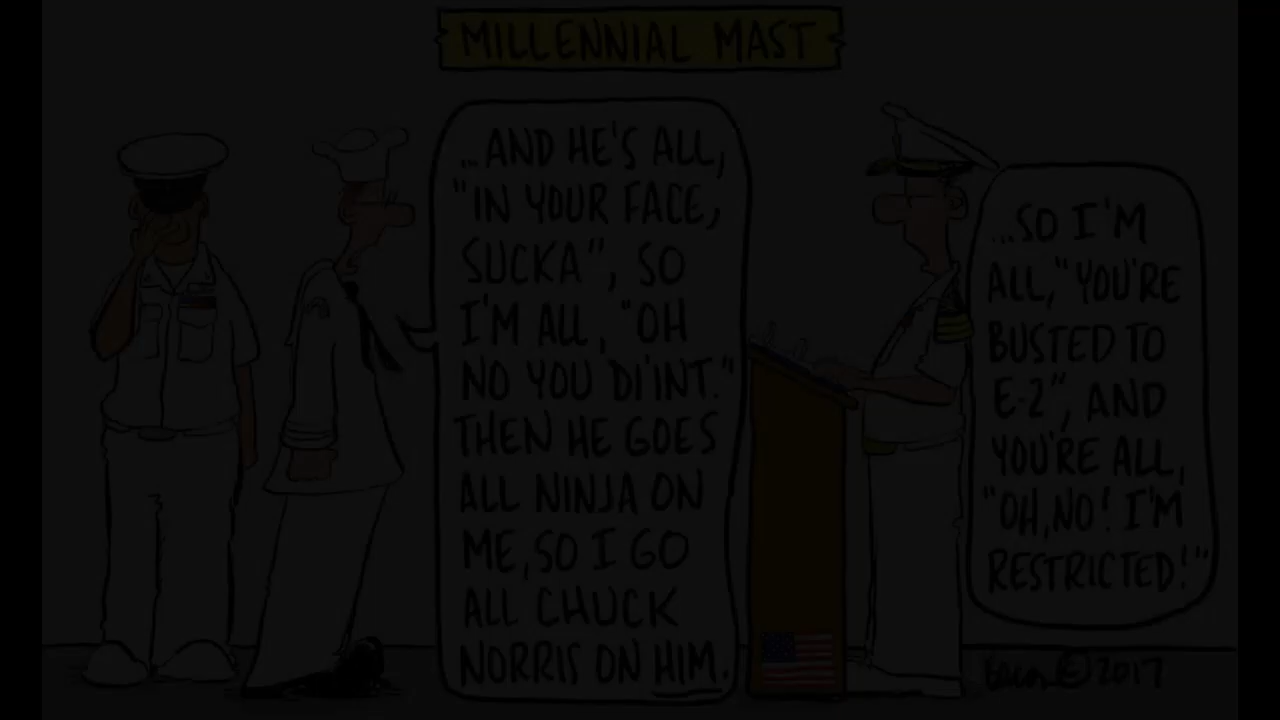 MILLENNIAL MAST
...AND HE'S ALL,
"IN YOUR FACE,
SUCKA", SO
I'M ALL, "OH
NO YOU DI'INT."
THEN HE GOES
ALL NINJA ON
ME, SO I GO
ALL CHUCK
NORRIS ON HIM.
...SO I'M
ALL, "YOU'RE
BUSTED TO
E-2", AND
YOU'RE ALL,
"OH, NO! I'M
RESTRICTED!"
© 2017